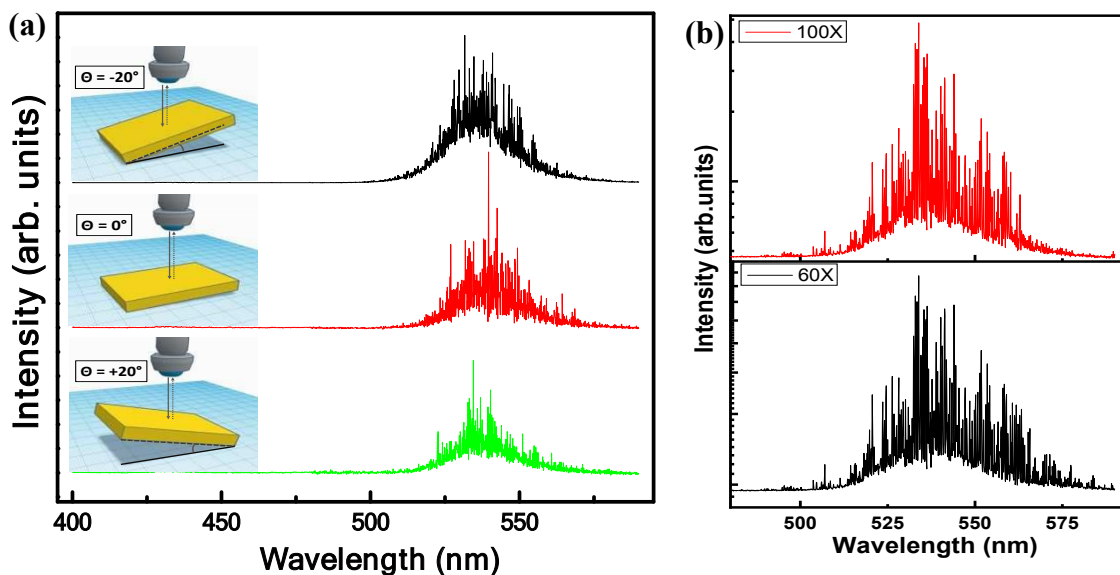 (a)
Θ = -20°
Θ = 0°
Θ = +20°
Intensity (arb. units)
400
450
500
550
Wavelength (nm)
(b)
100X
60X
Intensity (arb.units)
500
525
550
575
Wavelength (nm)